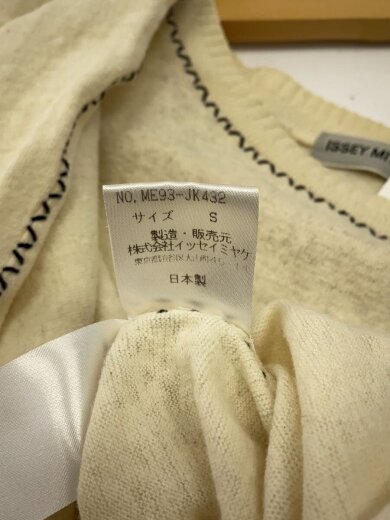 ISSEY MI
NO. ME93-JK432
サイズ S
製造・販売元
株式会社イッセイミヤケ
日本製